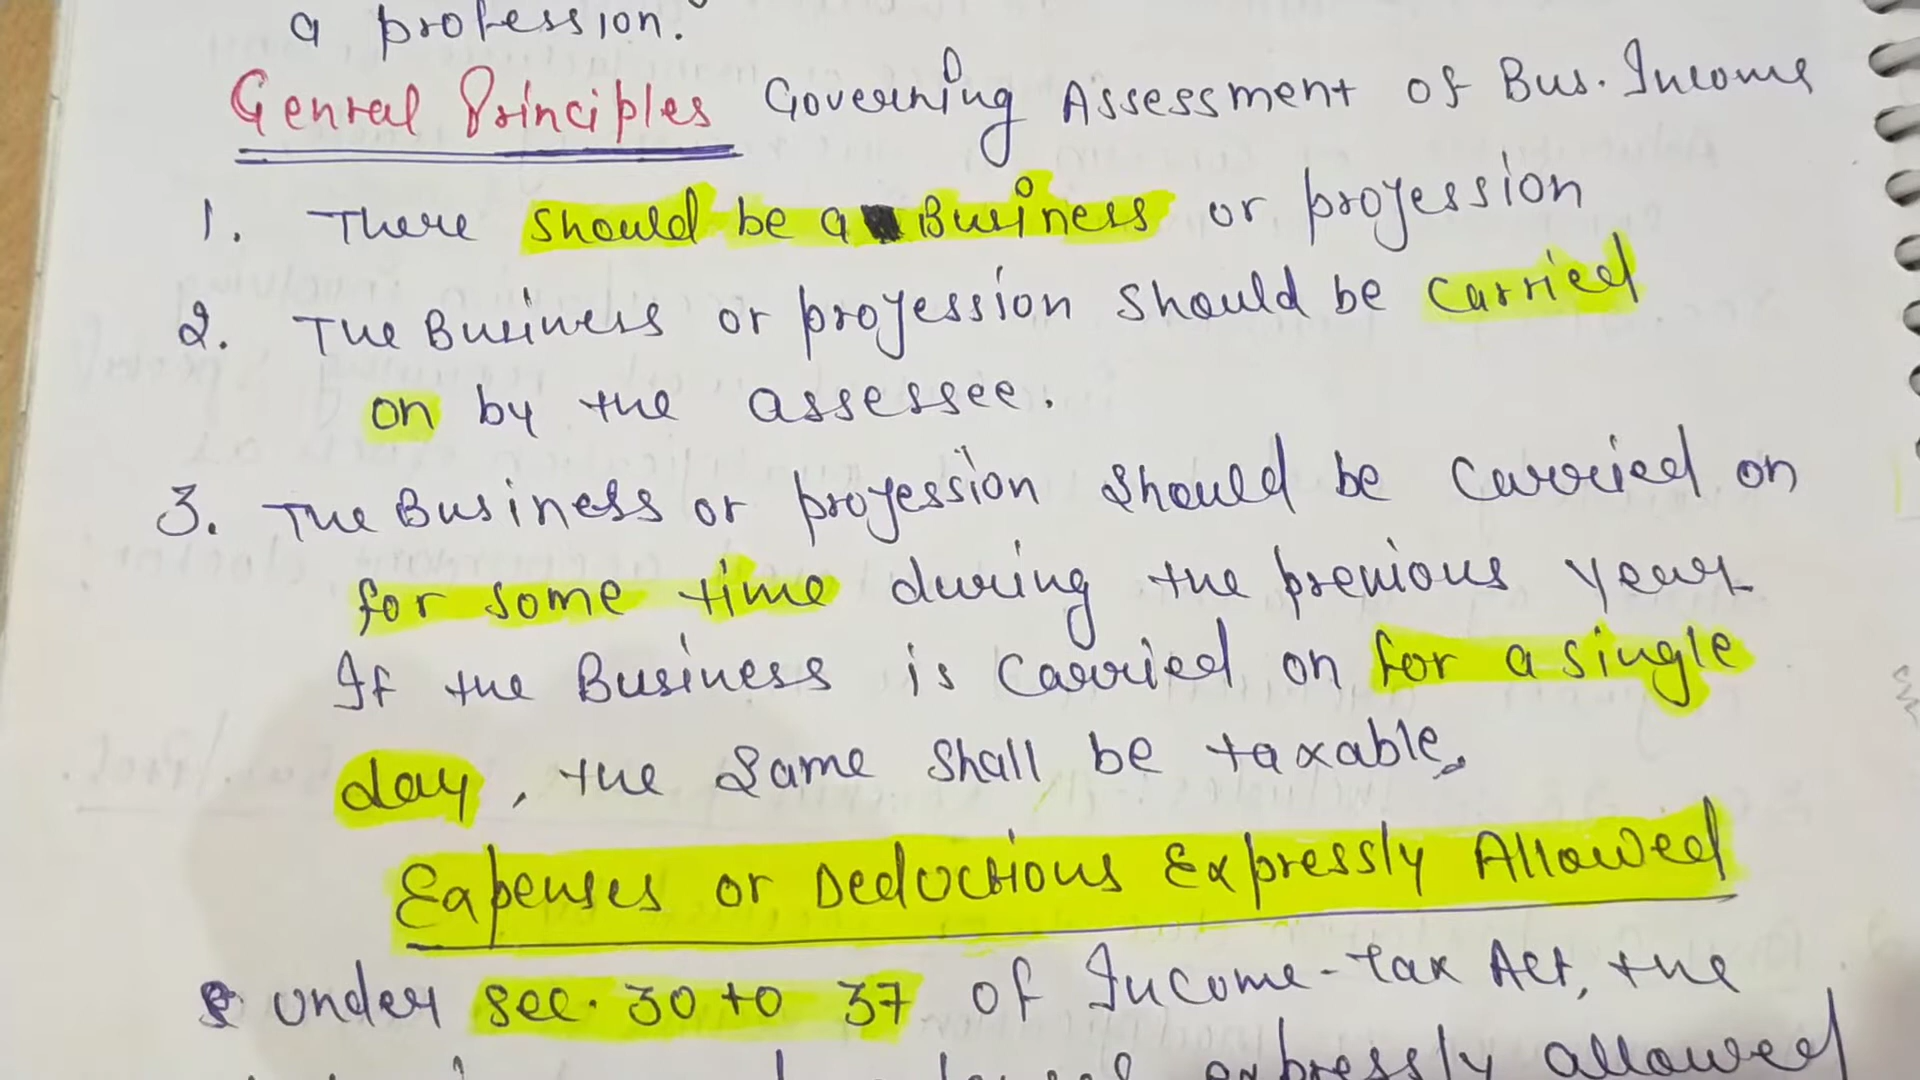 a profession.
Genral Principles Governing Assessment of Bus. Income
1. There should be a Business or profession
2. The Business or profession should be carried
on by the assessee.
3. The Business or profession should be carried on
for some time during the previous year
If the Business is carried on for a single
day, the same shall be taxable.
Expenses or Deductions Expressly Allowed
under sec. 30 to 37 of Income-tax Act, the
expressly allowed